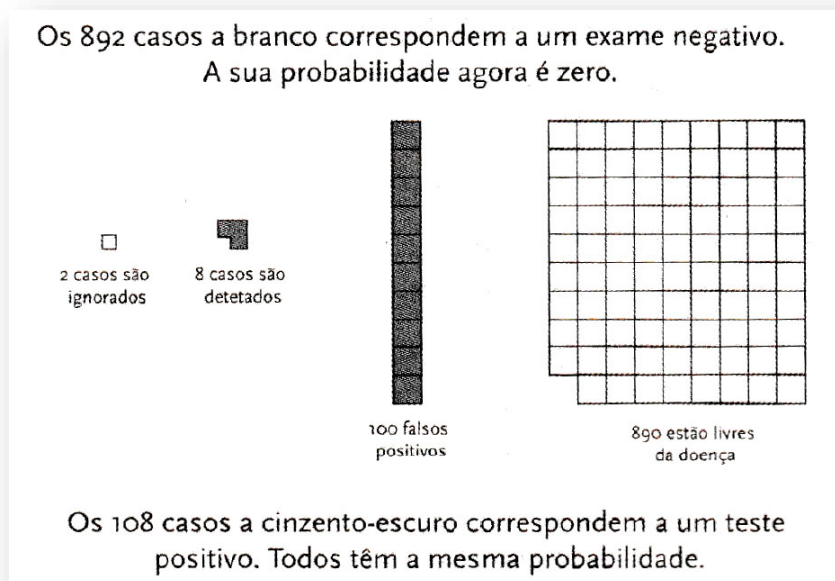 Os 892 casos a branco correspondem a um exame negativo.
A sua probabilidade agora é zero.
2 casos são
ignorados
8 casos são
detetados
100 falsos
positivos
890 estão livres
da doença
Os 108 casos a cinzento-escuro correspondem a um teste
positivo. Todos têm a mesma probabilidade.